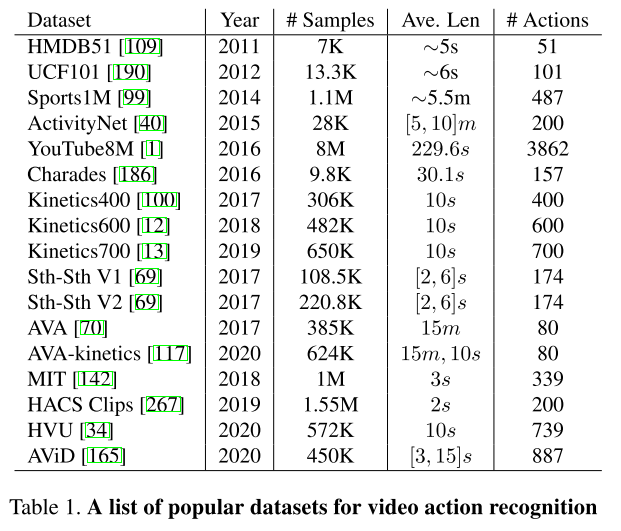 Dataset Year # Samples Ave. Len # Actions
HMDB51 [109] 2011 7K ∼5s 51
UCF101 [190] 2012 13.3K ∼6s 101
Sports1M [99] 2014 1.1M ∼5.5m 487
ActivityNet [40] 2015 28K [5, 10]m 200
YouTube8M [1] 2016 8M 229.6s 3862
Charades [186] 2016 9.8K 30.1s 157
Kinetics400 [100] 2017 306K 10s 400
Kinetics600 [12] 2018 482K 10s 600
Kinetics700 [13] 2019 650K 10s 700
Sth-Sth V1 [69] 2017 108.5K [2, 6]s 174
Sth-Sth V2 [69] 2017 220.8K [2, 6]s 174
AVA [70] 2017 385K 15m 80
AVA-kinetics [117] 2020 624K 15m, 10s 80
MIT [142] 2018 1M 3s 339
HACS Clips [267] 2019 1.55M 2s 200
HVU [34] 2020 572K 10s 739
AViD [165] 2020 450K [3, 15]s 887
Table 1. A list of popular datasets for video action recognition